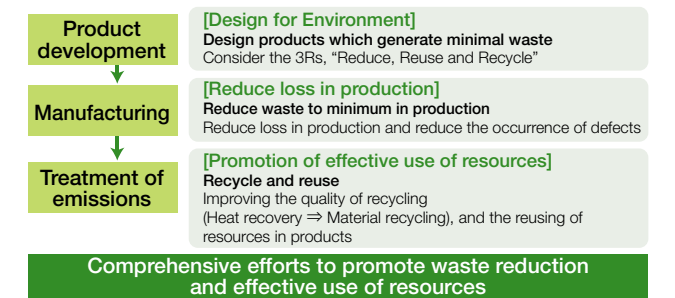 Product
development
[Design for Environment]
Design products which generate minimal waste
Consider the 3Rs, “Reduce, Reuse and Recycle”
Manufacturing
[Reduce loss in production]
Reduce waste to minimum in production
Reduce loss in production and reduce the occurrence of defects
Treatment of
emissions
[Promotion of effective use of resources]
Recycle and reuse
Improving the quality of recycling
(Heat recovery ⇒ Material recycling), and the reusing of
resources in products
Comprehensive efforts to promote waste reduction
and effective use of resources